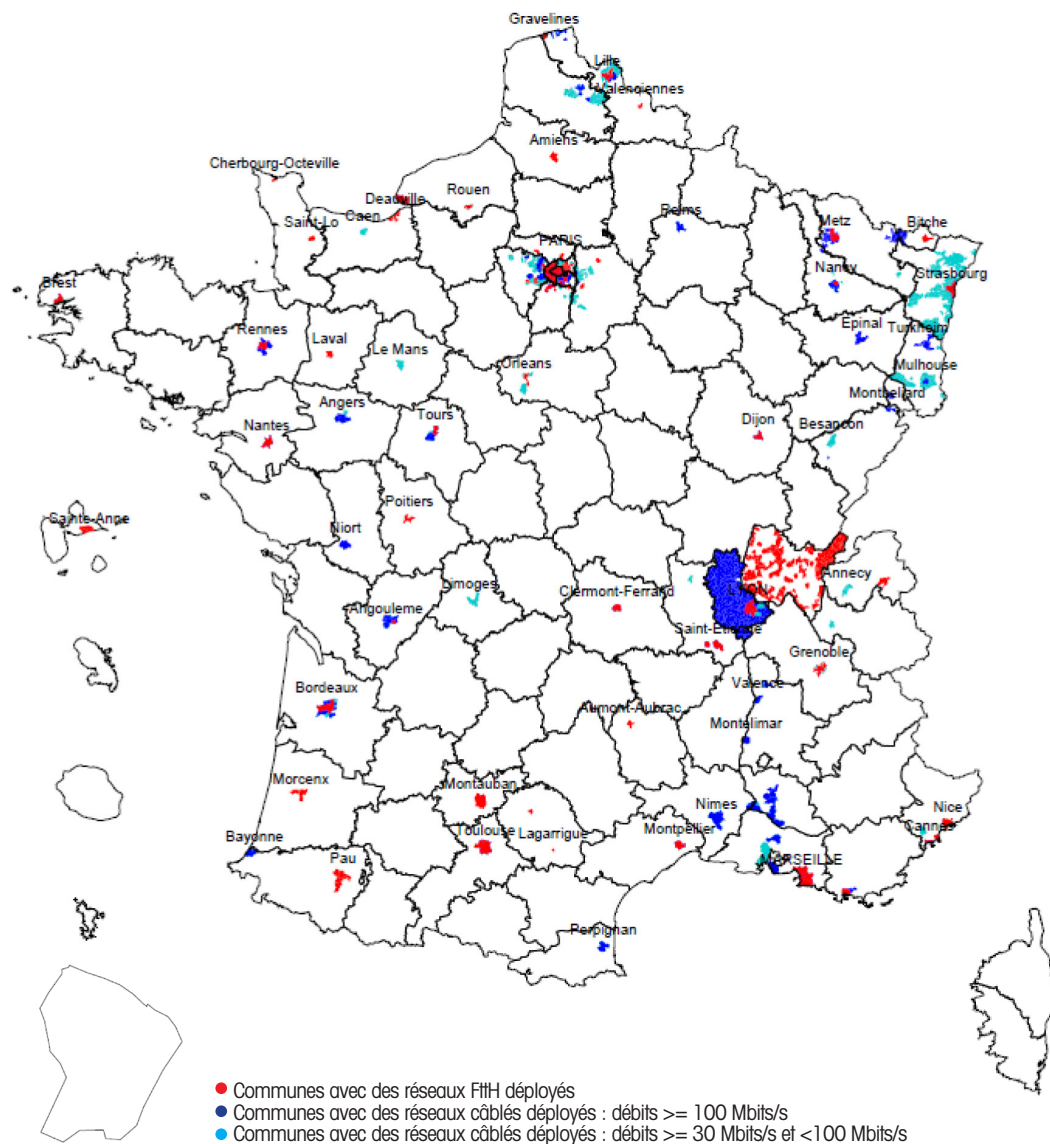 Gravelines
Lille
Valenciennes
Amiens
Cherbourg-Octeville
Deauville
Rouen
Saint-Lo
Caen
Reims
Metz
Bitche
PARIS
Nancy
Strasbourg
Brest
Rennes
Laval
Le Mans
Orleans
Epinal
Turkheim
Mulhouse
Montbeliard
Angers
Nantes
Tours
Dijon
Besancon
Poitiers
Sainte-Anne
Niort
Limoges
Clermont-Ferrand
LYON
Annecy
Angouleme
Saint-Etienne
Grenoble
Bordeaux
Valence
Aumont-Aubrac
Montelimar
Morcenx
Montauban
Nimes
Nice
Cannes
Bayonne
Toulouse
Lagarrigue
Montpellier
Pau
MARSEILLE
Perpignan
Communes avec des réseaux FttH déployés
Communes avec des réseaux câblés déployés : débits >= 100 Mbits/s
Communes avec des réseaux câblés déployés : débits >= 30 Mbits/s et <100 Mbits/s